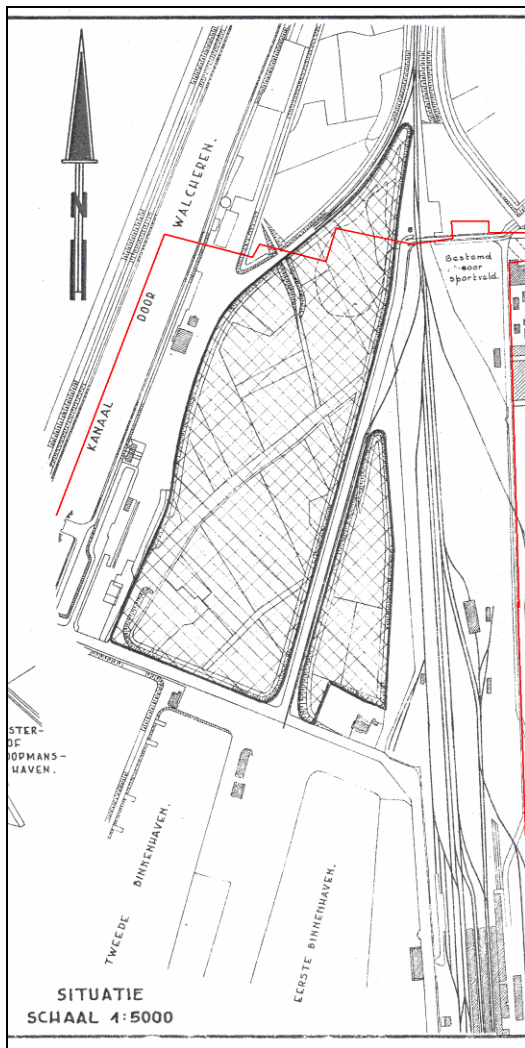 N
WALCHEREN.
DOOR
KANAAL
Bestemd
voor
sportveld
STER-
OF
OOPMANS-
HAVEN.
TWEEDE BINNENHAVEN.
EERSTE BINNENHAVEN.
SITUATIE
SCHAAL 1:5000